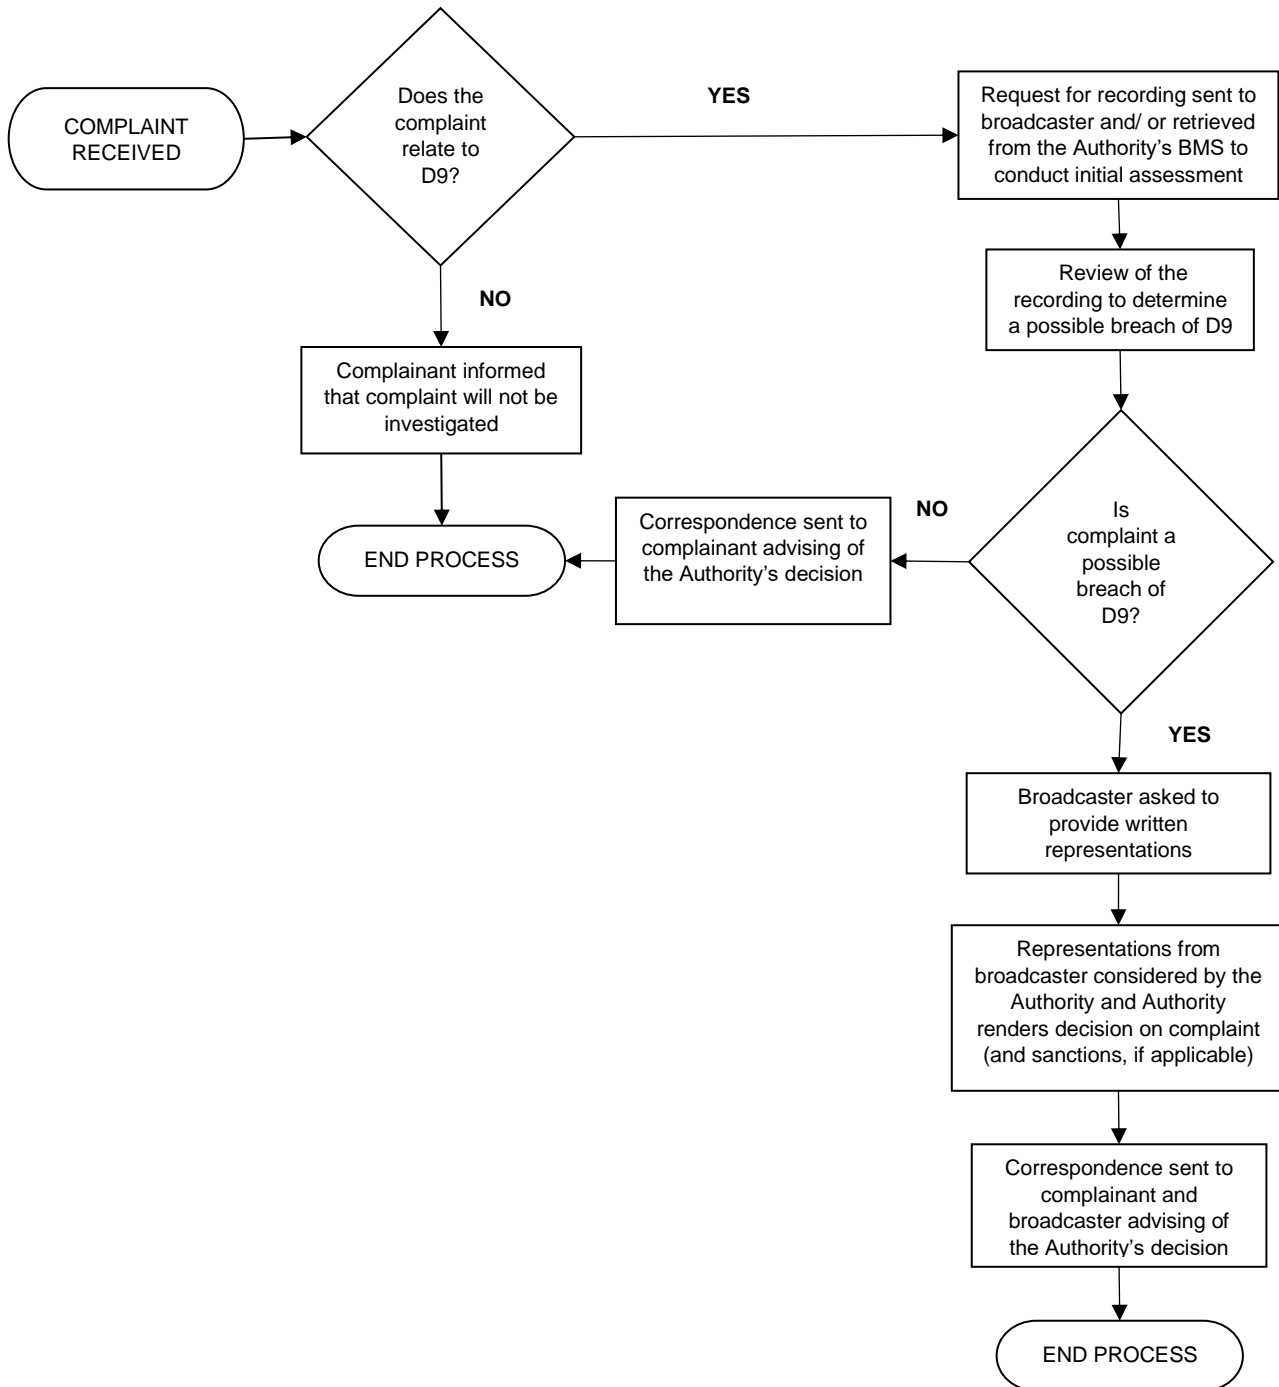 COMPLAINT
RECEIVED
Does the
complaint
relate to
D9?
YES
Request for recording sent to
broadcaster and/ or retrieved
from the Authority’s BMS to
conduct initial assessment
Review of the
recording to determine
a possible breach of D9
NO
Complainant informed
that complaint will not be
investigated
END PROCESS
Correspondence sent to
complainant advising of
the Authority’s decision
NO
Is
complaint a
possible
breach of
D9?
YES
Broadcaster asked to
provide written
representations
Representations from
broadcaster considered by the
Authority and Authority
renders decision on complaint
(and sanctions, if applicable)
Correspondence sent to
complainant and
broadcaster advising of
the Authority’s decision
END PROCESS